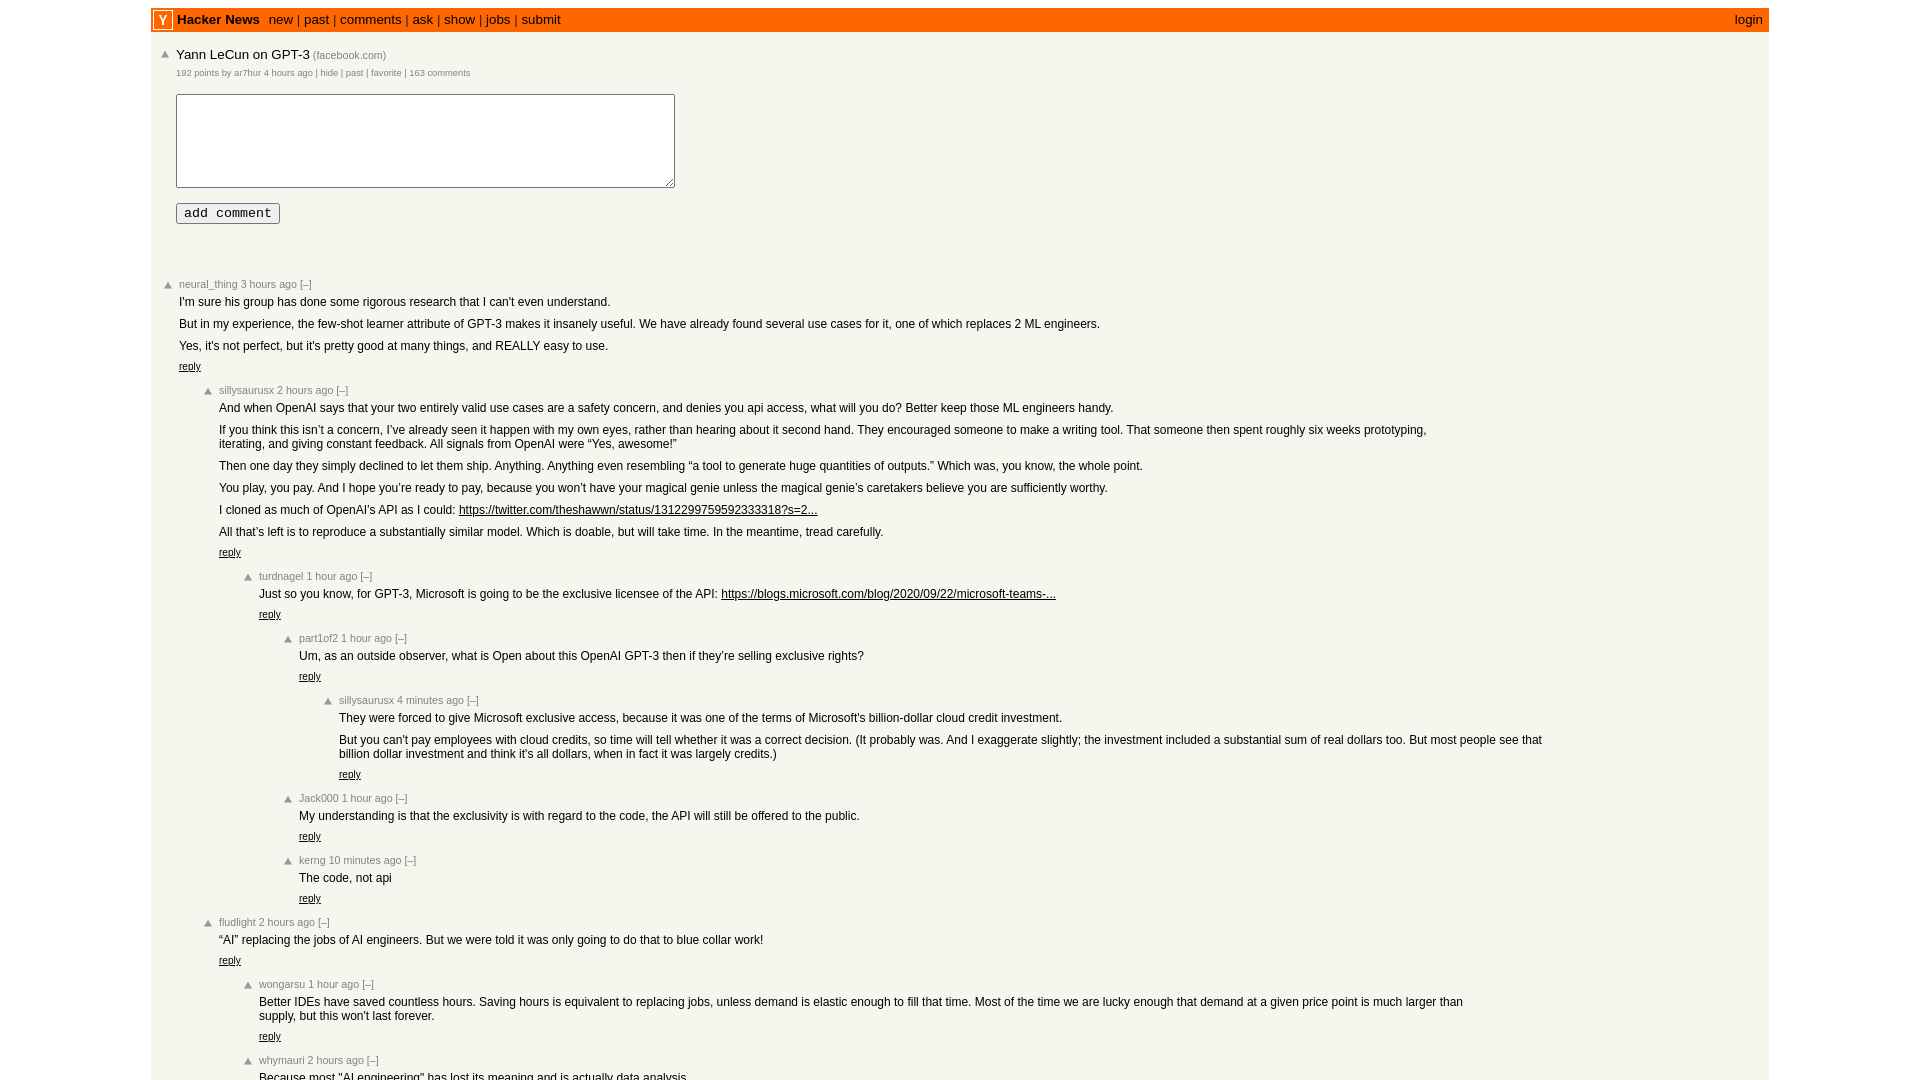 Y Hacker News new | past | comments | ask | show | jobs | submit login
Yann LeCun on GPT-3 (facebook.com)
192 points by ar7hur 4 hours ago | hide | past | favorite | 163 comments
add comment
neural_thing 3 hours ago [–]
I'm sure his group has done some rigorous research that I can't even understand.
But in my experience, the few-shot learner attribute of GPT-3 makes it insanely useful. We have already found several use cases for it, one of which replaces 2 ML engineers.
Yes, it's not perfect, but it's pretty good at many things, and REALLY easy to use.
reply
sillysaurusx 2 hours ago [–]
And when OpenAI says that your two entirely valid use cases are a safety concern, and denies you api access, what will you do? Better keep those ML engineers handy.
If you think this isn’t a concern, I’ve already seen it happen with my own eyes, rather than hearing about it second hand. They encouraged someone to make a writing tool. That someone then spent roughly six weeks prototyping,
iterating, and giving constant feedback. All signals from OpenAI were “Yes, awesome!”
Then one day they simply declined to let them ship. Anything. Anything even resembling “a tool to generate huge quantities of outputs.” Which was, you know, the whole point.
You play, you pay. And I hope you’re ready to pay, because you won’t have your magical genie unless the magical genie’s caretakers believe you are sufficiently worthy.
I cloned as much of OpenAI’s API as I could: https://twitter.com/theshawwn/status/1312299759592333318?s=2...
All that’s left is to reproduce a substantially similar model. Which is doable, but will take time. In the meantime, tread carefully.
reply
turdnagel 1 hour ago [–]
Just so you know, for GPT-3, Microsoft is going to be the exclusive licensee of the API: https://blogs.microsoft.com/blog/2020/09/22/microsoft-teams-...
reply
part1of2 1 hour ago [–]
Um, as an outside observer, what is Open about this OpenAI GPT-3 then if they’re selling exclusive rights?
reply
sillysaurusx 4 minutes ago [–]
They were forced to give Microsoft exclusive access, because it was one of the terms of Microsoft's billion-dollar cloud credit investment.
But you can't pay employees with cloud credits, so time will tell whether it was a correct decision. (It probably was. And I exaggerate slightly; the investment included a substantial sum of real dollars too. But most people see that
billion dollar investment and think it's all dollars, when in fact it was largely credits.)
reply
Jack000 1 hour ago [–]
My understanding is that the exclusivity is with regard to the code, the API will still be offered to the public.
reply
kerng 10 minutes ago [–]
The code, not api
reply
fludlight 2 hours ago [–]
“AI” replacing the jobs of AI engineers. But we were told it was only going to do that to blue collar work!
reply
wongarsu 1 hour ago [–]
Better IDEs have saved countless hours. Saving hours is equivalent to replacing jobs, unless demand is elastic enough to fill that time. Most of the time we are lucky enough that demand at a given price point is much larger than
supply, but this won't last forever.
reply
whymauri 2 hours ago [–]
Because most "AI engineering" has lost its meaning and is actually data analysis.